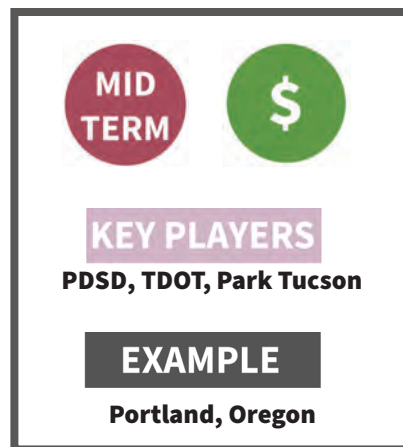 MID
TERM
$
KEY PLAYERS
PDSD, TDOT, Park Tucson
EXAMPLE
Portland, Oregon